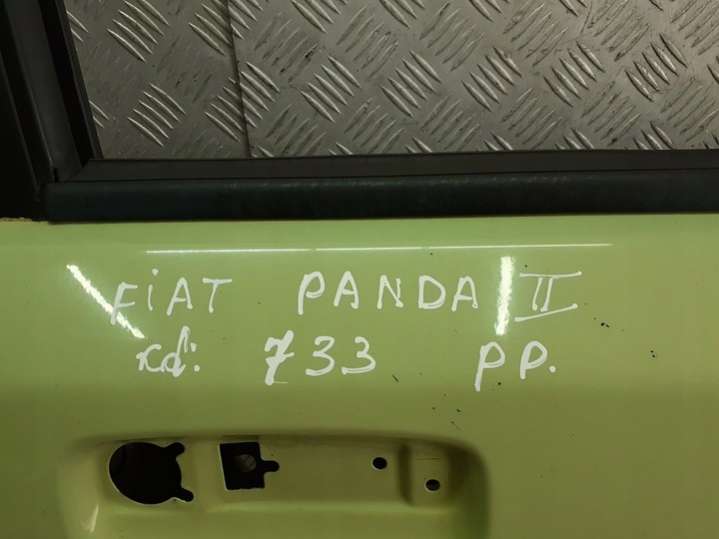 FiAT PANDA II
kd: 733 PP.